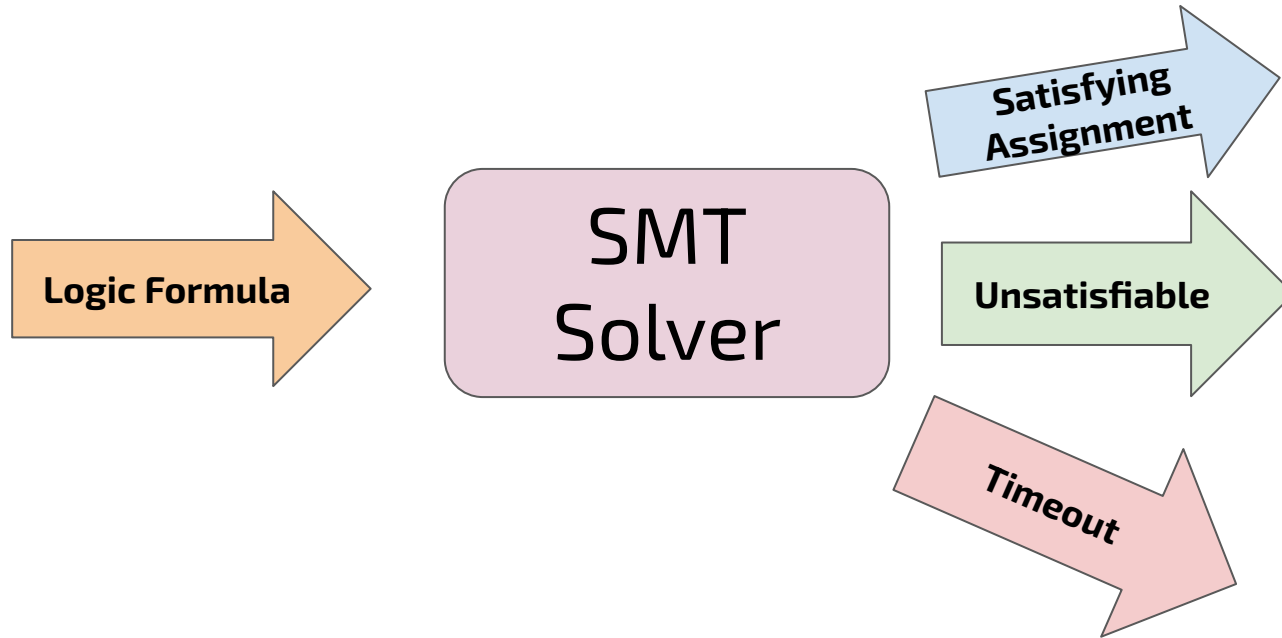 Logic Formula
SMT
Solver
Satisfying
Assignment
Unsatisfiable
Timeout